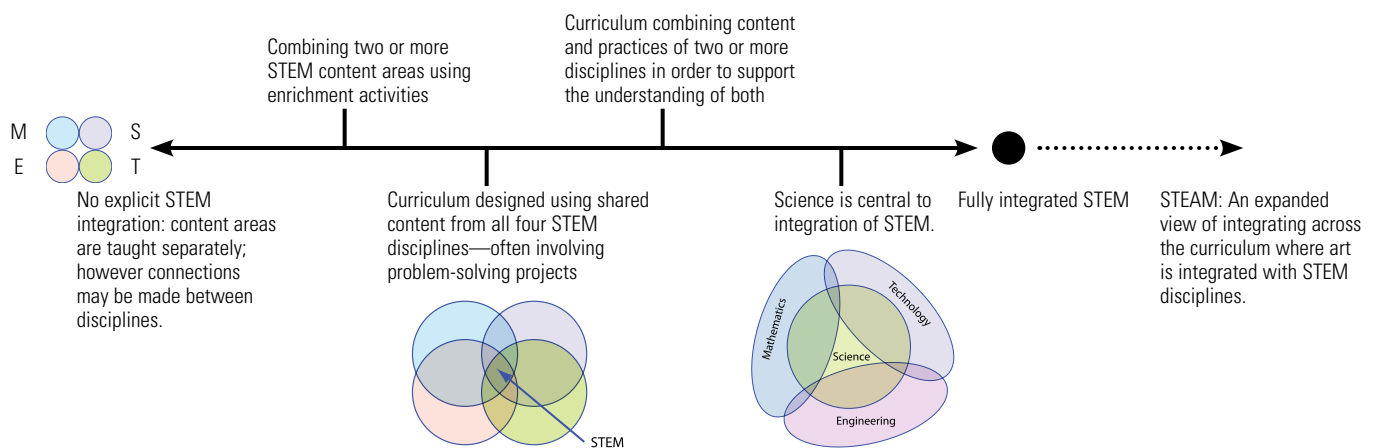 Combining two or more
STEM content areas using
enrichment activities
Curriculum combining content
and practices of two or more
disciplines in order to support
the understanding of both
M S
E T
No explicit STEM
integration: content areas
are taught separately;
however connections
may be made between
disciplines.
Curriculum designed using shared
content from all four STEM
disciplines—often involving
problem-solving projects
STEM
Science is central to
integration of STEM.
Mathematics
Technology
Science
Engineering
Fully integrated STEM
STEAM: An expanded
view of integrating across
the curriculum where art
is integrated with STEM
disciplines.